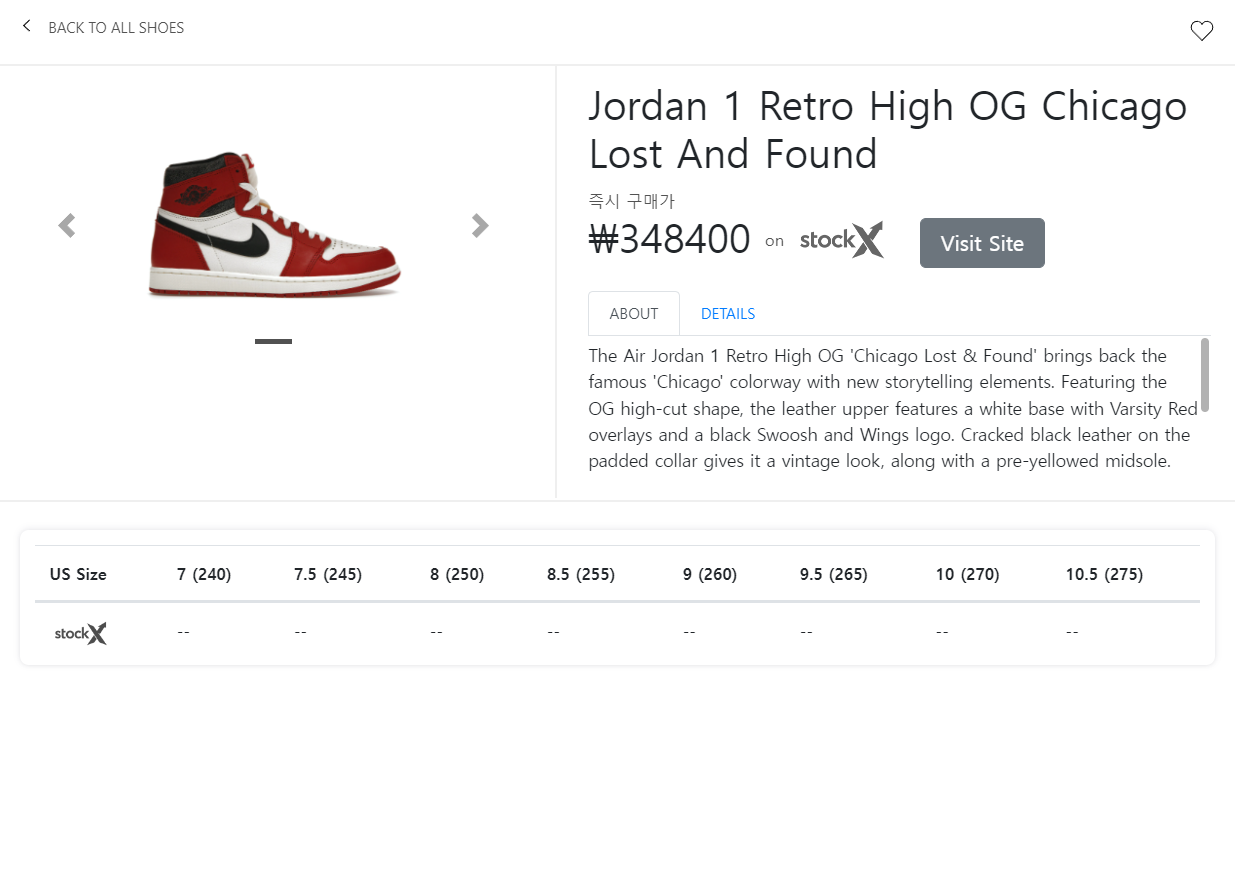 BACK TO ALL SHOES
Jordan 1 Retro High OG Chicago
Lost And Found
즉시 구매가
₩348400 on stockX Visit Site
ABOUT DETAILS
The Air Jordan 1 Retro High OG 'Chicago Lost & Found' brings back the
famous 'Chicago' colorway with new storytelling elements. Featuring the
OG high-cut shape, the leather upper features a white base with Varsity Red
overlays and a black Swoosh and Wings logo. Cracked black leather on the
padded collar gives it a vintage look, along with a pre-yellowed midsole.
US Size 7 (240) 7.5 (245) 8 (250) 8.5 (255) 9 (260) 9.5 (265) 10 (270) 10.5 (275)
stockX -- -- -- -- -- -- -- --